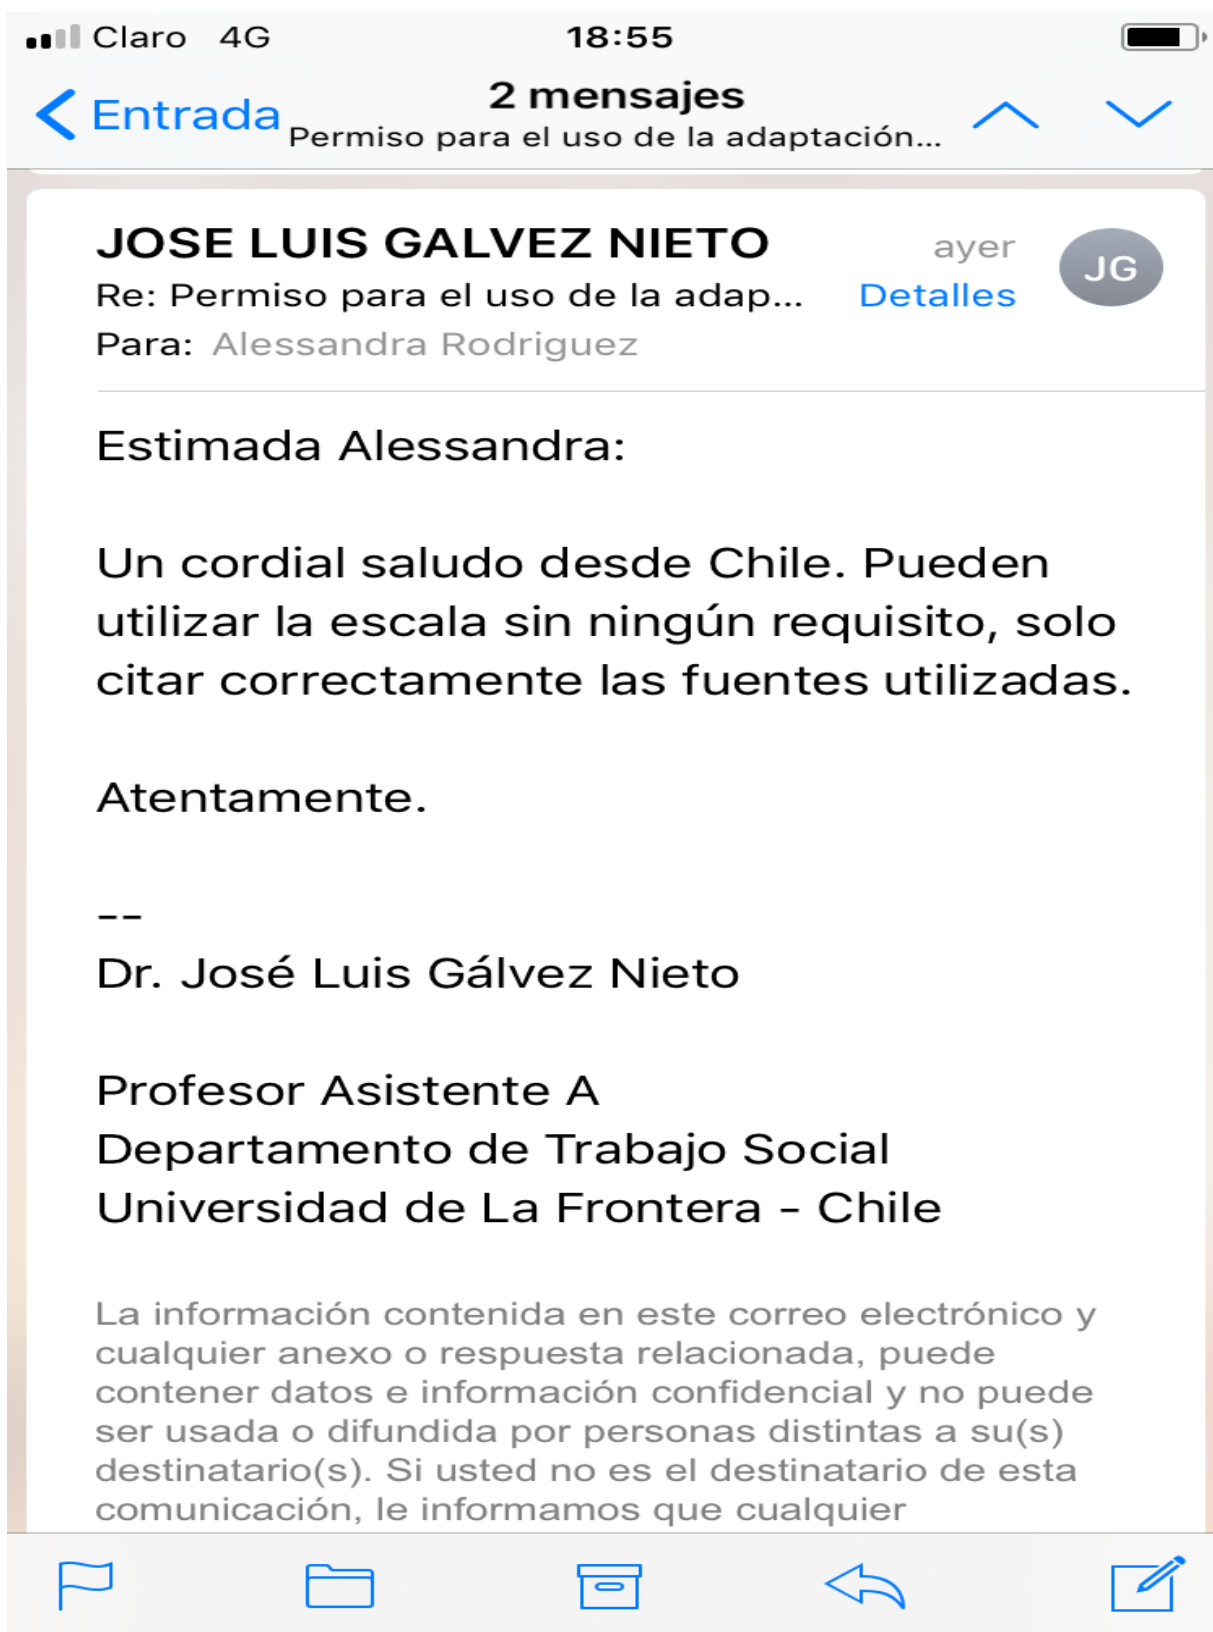 Claro 4G 18:55
Entrada
2 mensajes
Permiso para el uso de la adaptación...
JOSE LUIS GALVEZ NIETO
ayer
JG
Re: Permiso para el uso de la adap...
Detalles
Para: Alessandra Rodriguez
Estimada Alessandra:
Un cordial saludo desde Chile. Pueden
utilizar la escala sin ningún requisito, solo
citar correctamente las fuentes utilizadas.
Atentamente.
--
Dr. José Luis Gálvez Nieto
Profesor Asistente A
Departamento de Trabajo Social
Universidad de La Frontera - Chile
La información contenida en este correo electrónico y
cualquier anexo o respuesta relacionada, puede
contener datos e información confidencial y no puede
ser usada o difundida por personas distintas a su(s)
destinatario(s). Si usted no es el destinatario de esta
comunicación, le informamos que cualquier